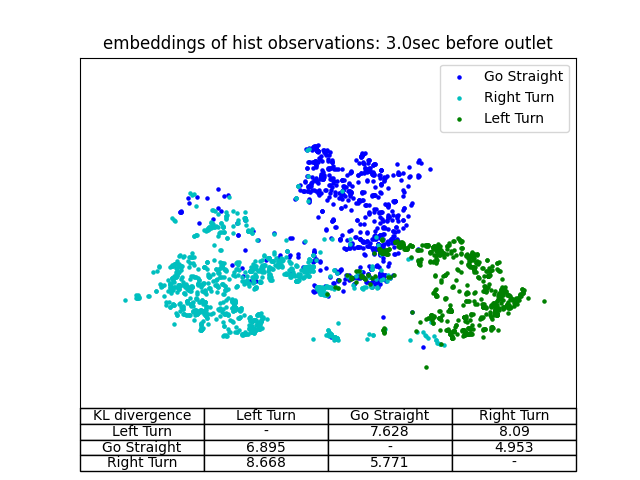 embeddings of hist observations: 3.0sec before outlet
Go Straight
Right Turn
Left Turn
KL divergence Left Turn Go Straight Right Turn
Left Turn - 7.628 8.09
Go Straight 6.895 - 4.953
Right Turn 8.668 5.771 -